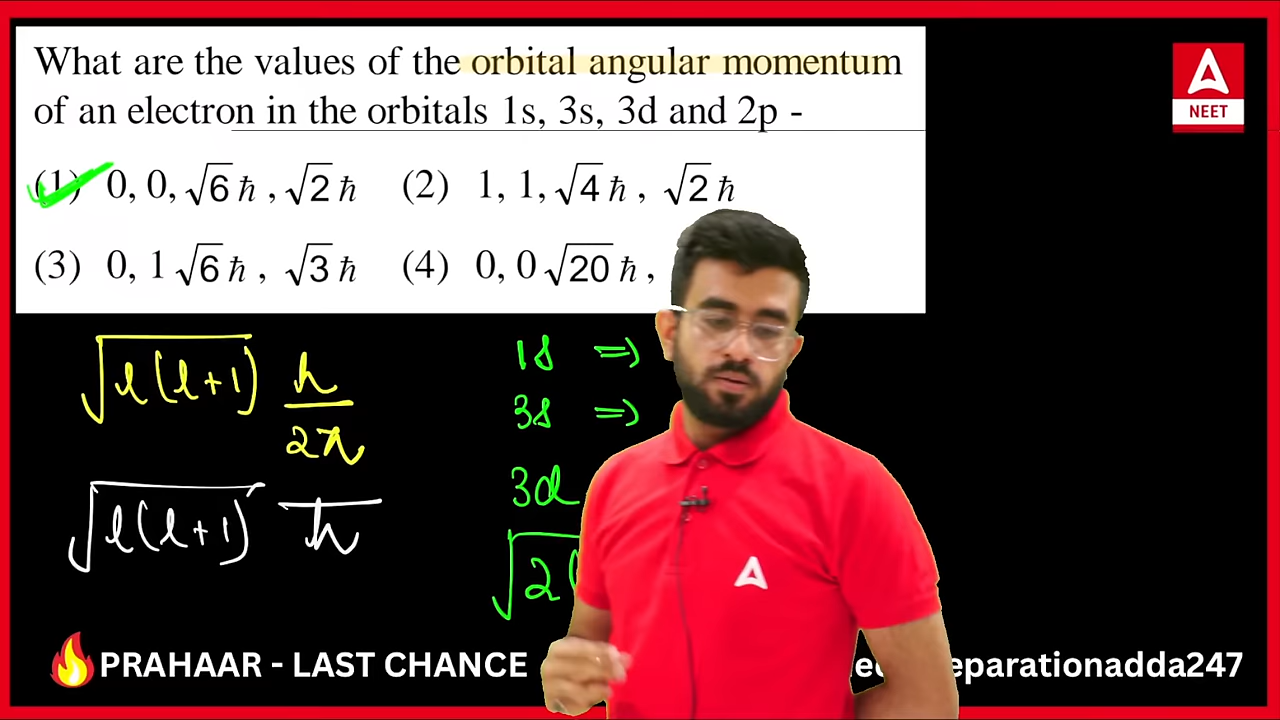 What are the values of the orbital angular momentum
of an electron in the orbitals 1s, 3s, 3d and 2p -
(1) 0, 0, √6 ħ , √2 ħ (2) 1, 1, √4 ħ , √2 ħ
(3) 0, 1 √6 ħ , √3 ħ (4) 0, 0 √20 ħ ,
NEET
√l(l+1) h/2π
1s ⇒
3s ⇒
3d
√l(l+1) ħ
√2(
PRAHAAR - LAST CHANCE
eparationadda247